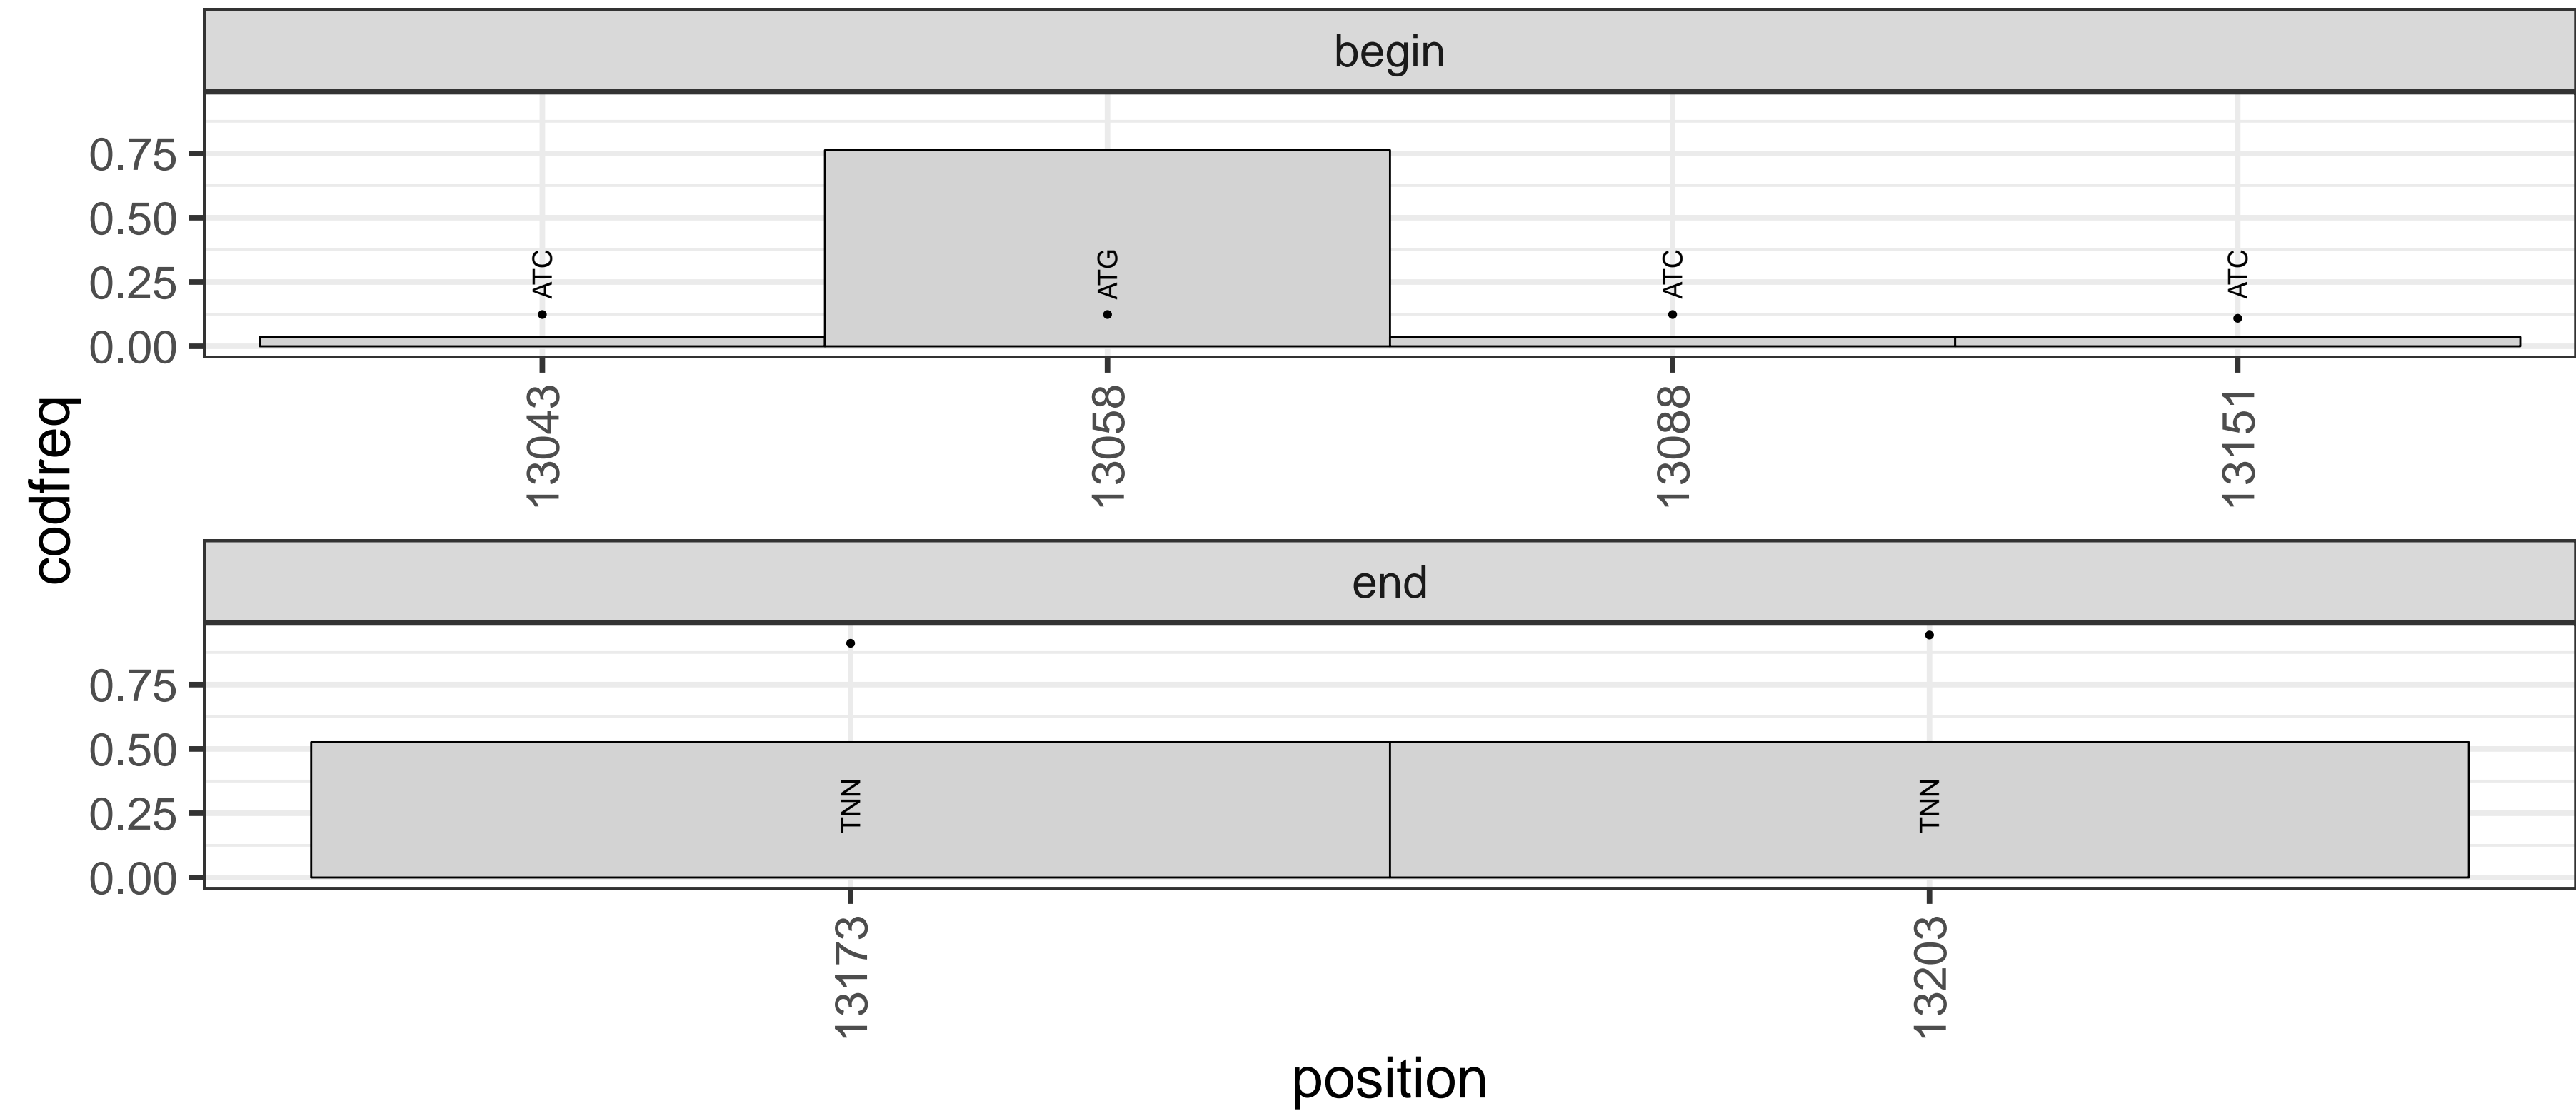 begin
0.75
0.50
0.25
0.00
ATC
ATG
ATC
ATC
13043
13058
13088
13151
codfreq
end
0.75
0.50
0.25
0.00
TNN
TNN
13173
13203
position